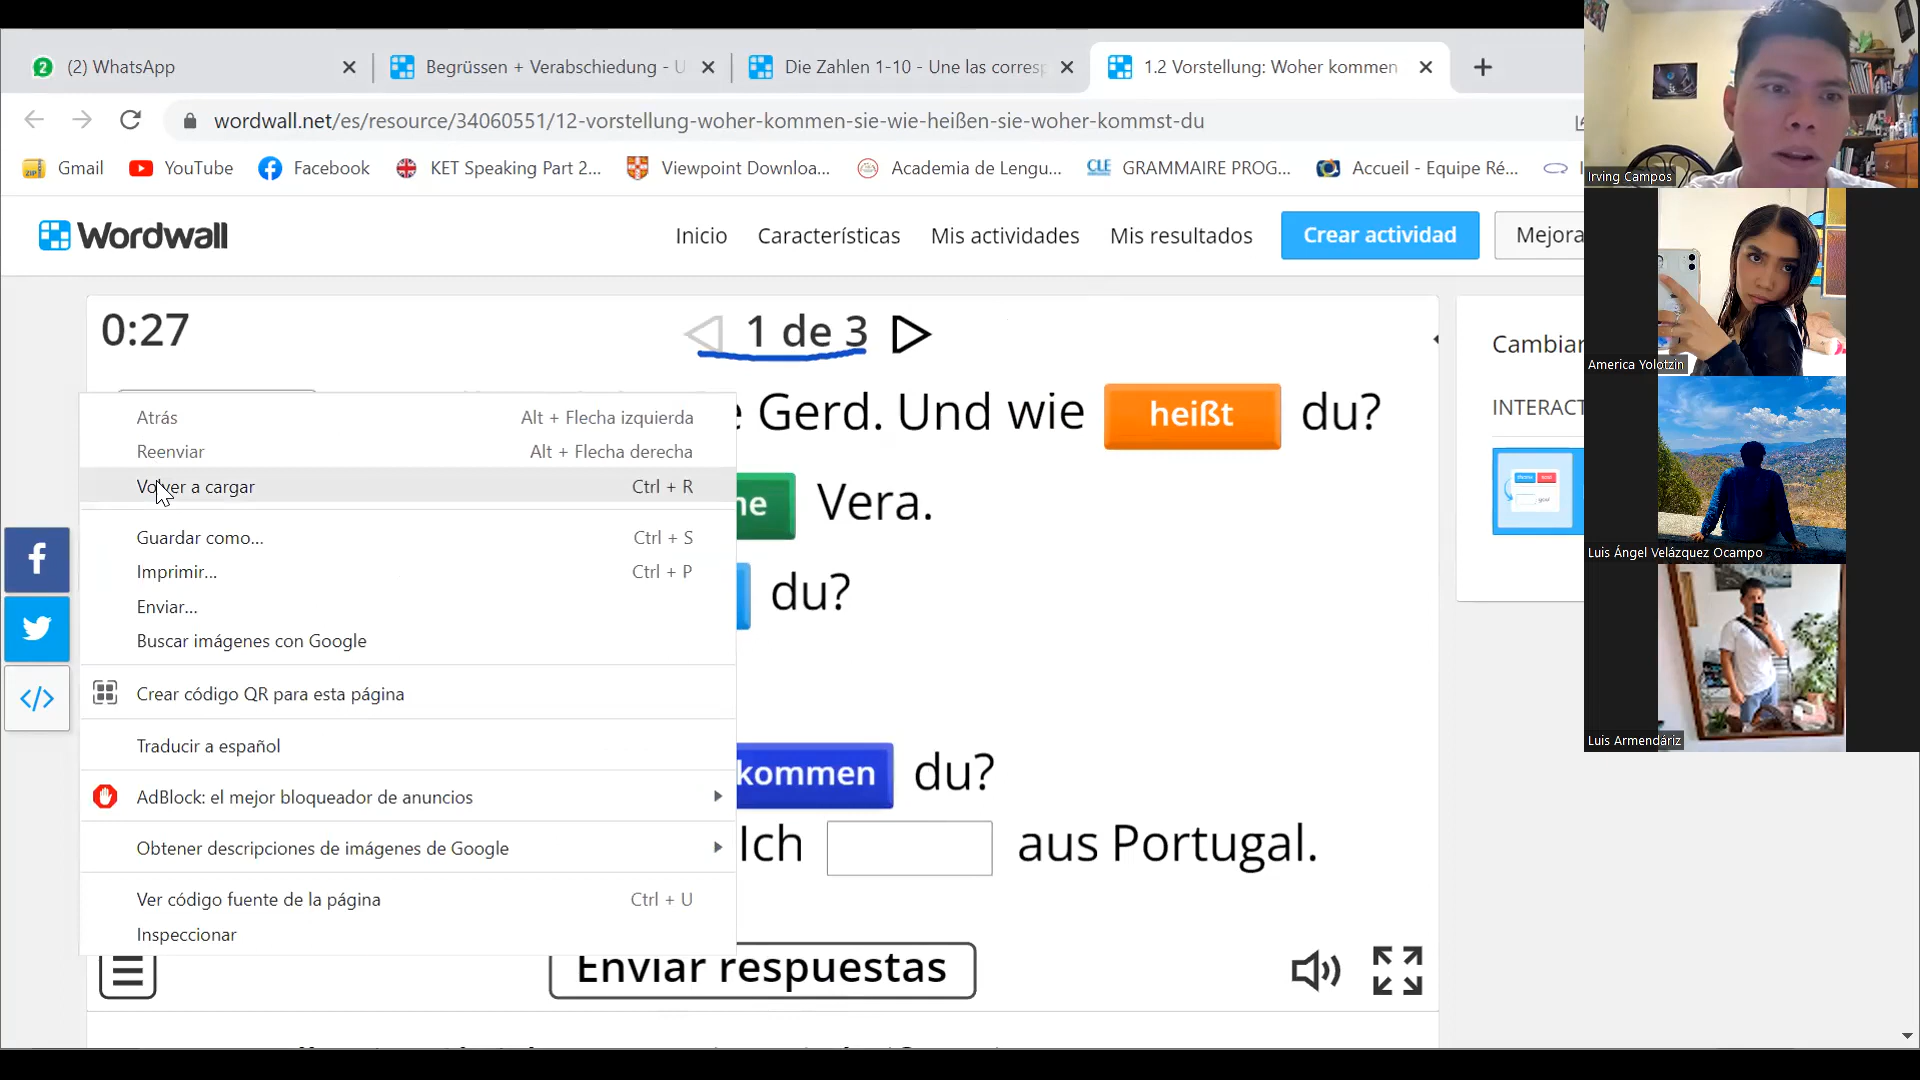 (2) WhatsApp
Begrüssen + Verabschiedung - U
Die Zahlen 1-10 - Une las corresp
1.2 Vorstellung: Woher kommen
wordwall.net/es/resource/34060551/12-vorstellung-woher-kommen-sie-wie-heißen-sie-woher-kommst-du
Gmail
YouTube
Facebook
KET Speaking Part 2...
Viewpoint Downloa...
Academia de Lengu...
CLE GRAMMAIRE PROG...
Accueil - Equipe Ré...
Wordwall
Inicio
Características
Mis actividades
Mis resultados
Crear actividad
Mejora
0:27
1 de 3
Cambiar
INTERACT
e Gerd. Und wie heißt du?
ne Vera.
du?
kommen du?
Ich aus Portugal.
Atrás Alt + Flecha izquierda
Reenviar Alt + Flecha derecha
Volver a cargar Ctrl + R
Guardar como... Ctrl + S
Imprimir... Ctrl + P
Enviar...
Buscar imágenes con Google
Crear código QR para esta página
Traducir a español
AdBlock: el mejor bloqueador de anuncios
Obtener descripciones de imágenes de Google
Ver código fuente de la página Ctrl + U
Inspeccionar
Enviar respuestas
Irving Campos
America Yolotzin
Luis Ángel Velázquez Ocampo
Luis Armendáriz